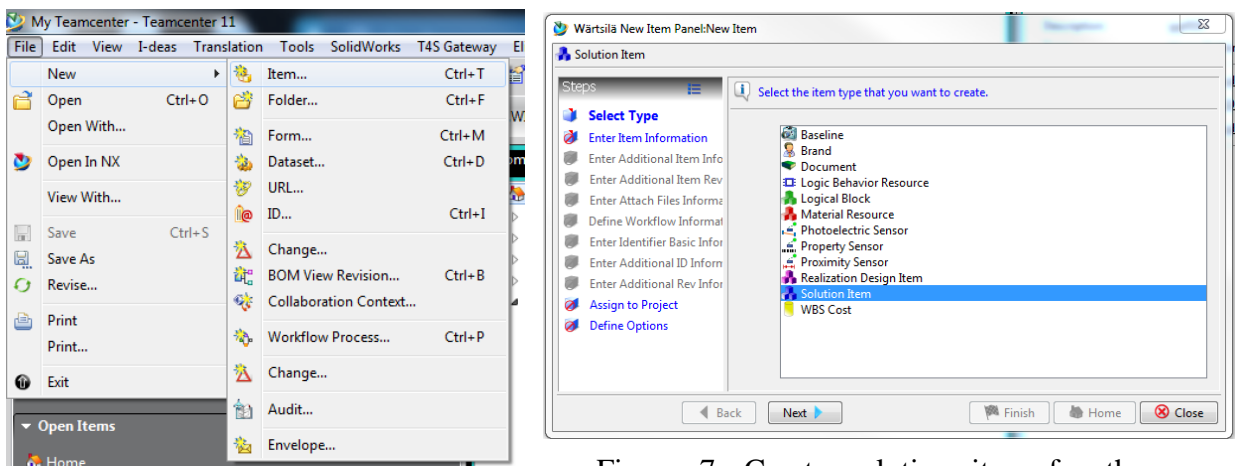 My Teamcenter - Teamcenter 11
File Edit View I-deas Translation Tools SolidWorks T4S Gateway
New
Open Ctrl+O
Open With...
Open In NX
View With...
Save Ctrl+S
Save As
Revise...
Print
Print...
Exit
Open Items
Home
Item... Ctrl+T
Folder... Ctrl+F
Form... Ctrl+M
Dataset... Ctrl+D
URL...
ID... Ctrl+I
Change...
BOM View Revision... Ctrl+B
Collaboration Context...
Workflow Process... Ctrl+P
Change...
Audit...
Envelope...
Wärtsilä New Item Panel:New Item
Solution Item
Steps
Select Type
Enter Item Information
Enter Additional Item Info
Enter Additional Item Rev
Enter Attach Files Informa
Define Workflow Informat
Enter Identifier Basic Infor
Enter Additional ID Inform
Enter Additional Rev Infor
Assign to Project
Define Options
Select the item type that you want to create.
Baseline
Brand
Document
Logic Behavior Resource
Logical Block
Material Resource
Photoelectric Sensor
Property Sensor
Proximity Sensor
Realization Design Item
Solution Item
WBS Cost
Back Next Finish Home Close